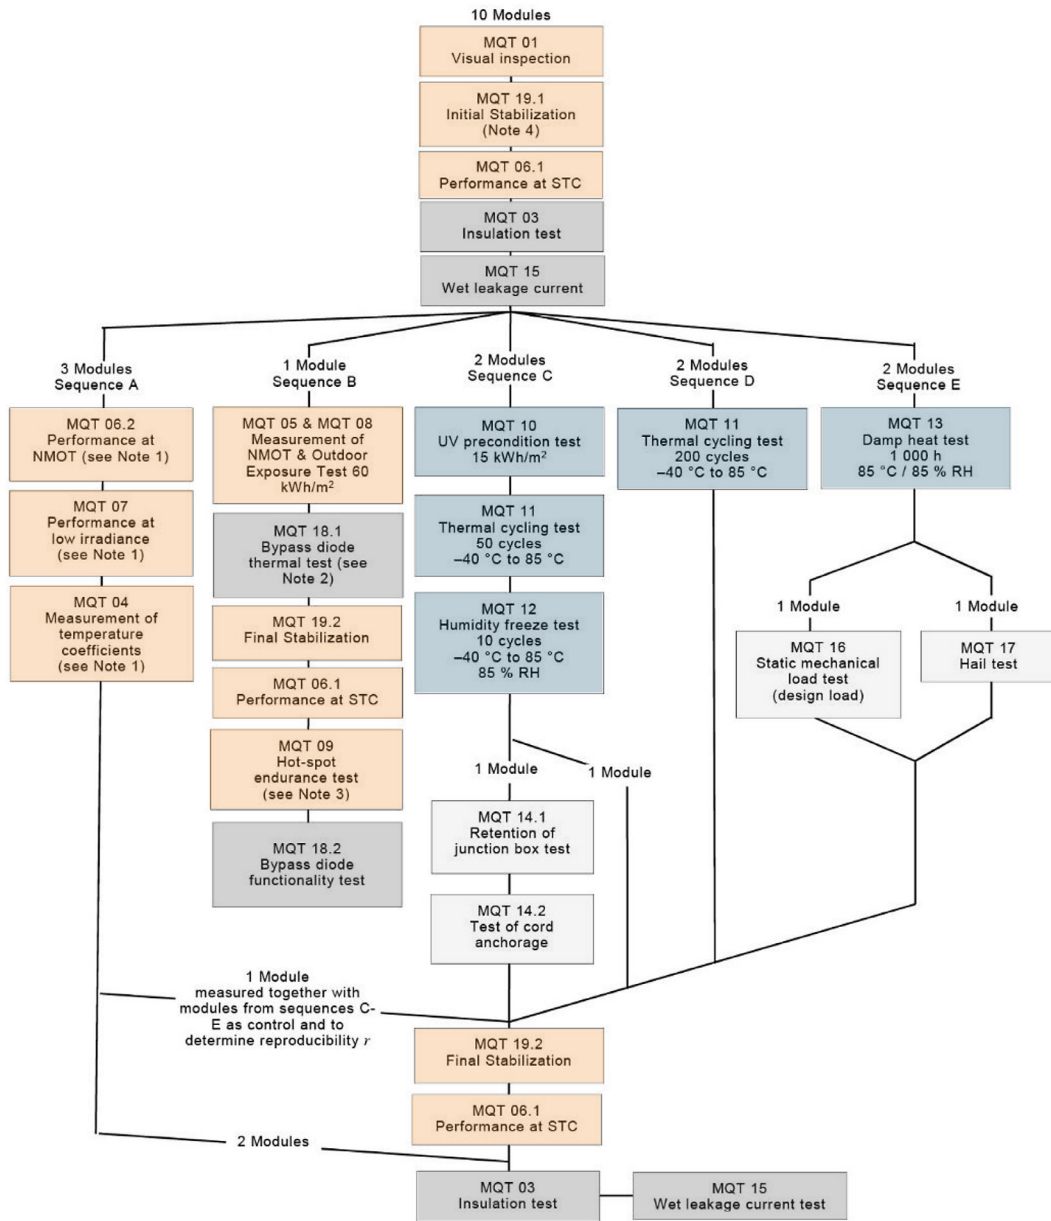 10 Modules
MQT 01
Visual inspection
MQT 19.1
Initial Stabilization
(Note 4)
MQT 06.1
Performance at STC
MQT 03
Insulation test
MQT 15
Wet leakage current
3 Modules
Sequence A
MQT 06.2
Performance at
NMOT (see Note 1)
MQT 07
Performance at
low irradiance
(see Note 1)
MQT 04
Measurement of
temperature
coefficients
(see Note 1)
1 Module
Sequence B
MQT 05 & MQT 08
Measurement of
NMOT & Outdoor
Exposure Test 60
kWh/m²
MQT 18.1
Bypass diode
thermal test (see
Note 2)
MQT 19.2
Final Stabilization
MQT 06.1
Performance at STC
MQT 09
Hot-spot
endurance test
(see Note 3)
MQT 18.2
Bypass diode
functionality test
2 Modules
Sequence C
MQT 10
UV precondition test
15 kWh/m²
MQT 11
Thermal cycling test
50 cycles
–40 °C to 85 °C
MQT 12
Humidity freeze test
10 cycles
–40 °C to 85 °C
85 % RH
1 Module
1 Module
MQT 14.1
Retention of
junction box test
MQT 14.2
Test of cord
anchorage
2 Modules
Sequence D
MQT 11
Thermal cycling test
200 cycles
–40 °C to 85 °C
2 Modules
Sequence E
MQT 13
Damp heat test
1 000 h
85 °C / 85 % RH
1 Module
1 Module
MQT 16
Static mechanical
load test
(design load)
MQT 17
Hail test
1 Module
measured together with
modules from sequences C-
E as control and to
determine reproducibility r
MQT 19.2
Final Stabilization
MQT 06.1
Performance at STC
2 Modules
MQT 03
Insulation test
MQT 15
Wet leakage current test